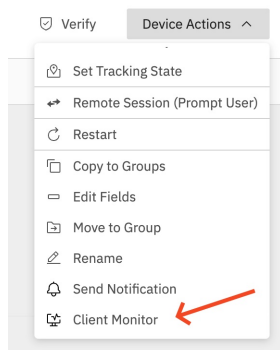 Verify
Device Actions
Set Tracking State
Remote Session (Prompt User)
Restart
Copy to Groups
Edit Fields
Move to Group
Rename
Send Notification
Client Monitor